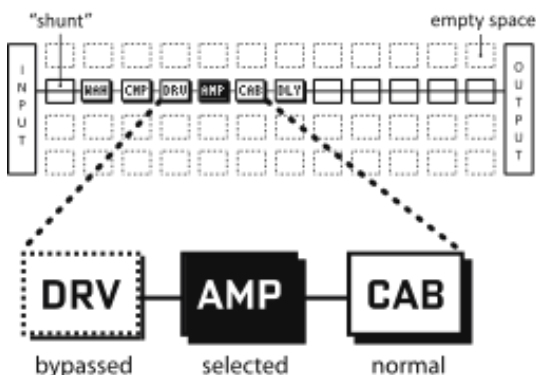 “shunt”
empty space
INPUT
WAH CMP DRV AMP CAB DLY
OUTPUT
DRV AMP CAB
bypassed selected normal